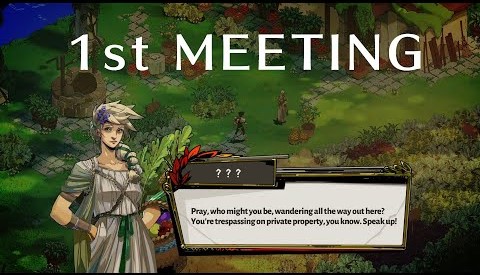 1st MEETING
? ? ?
Pray, who might you be, wandering all the way out here?
You're trespassing on private property, you know. Speak up!